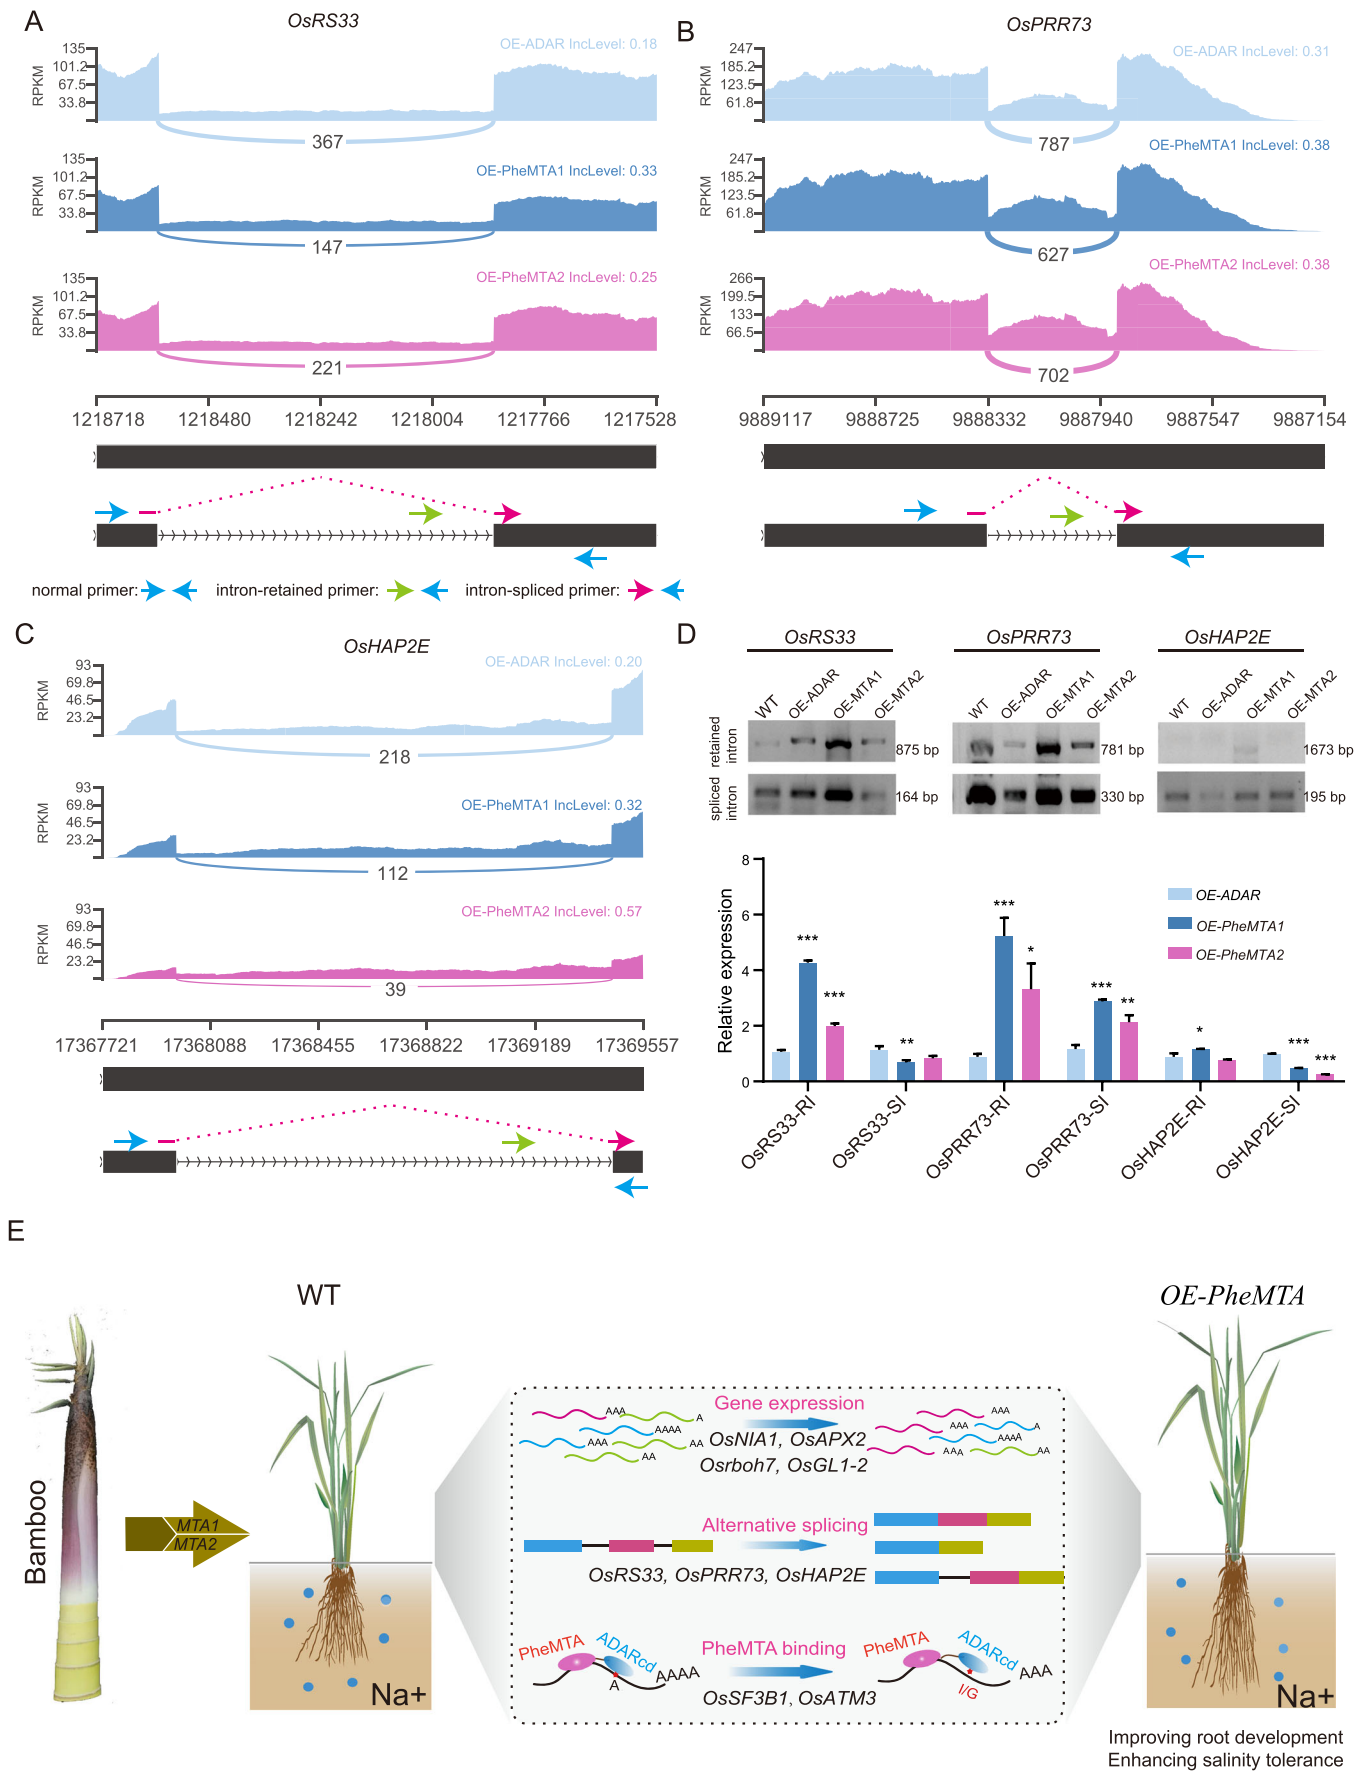 A
OsRS33
OE-ADAR IncLevel: 0.18
RPKM
135
101.2
67.5
33.8
367
OE-PheMTA1 IncLevel: 0.33
RPKM
135
101.2
67.5
33.8
147
OE-PheMTA2 IncLevel: 0.25
RPKM
135
101.2
67.5
33.8
221
1218718 1218480 1218242 1218004 1217766 1217528
B
OsPRR73
OE-ADAR IncLevel: 0.31
RPKM
247
185.2
123.5
61.8
787
OE-PheMTA1 IncLevel: 0.38
RPKM
247
185.2
123.5
61.8
627
OE-PheMTA2 IncLevel: 0.38
RPKM
266
199.5
133
66.5
702
9889117 9888725 9888332 9887940 9887547 9887154
normal primer: intron-retained primer: intron-spliced primer:
C
OsHAP2E
OE-ADAR IncLevel: 0.20
RPKM
93
69.8
46.5
23.2
218
OE-PheMTA1 IncLevel: 0.32
RPKM
93
69.8
46.5
23.2
112
OE-PheMTA2 IncLevel: 0.57
RPKM
93
69.8
46.5
23.2
39
17367721 17368088 17368455 17368822 17369189 17369557
D
OsRS33 OsPRR73 OsHAP2E
WT OE-ADAR OE-MTA1 OE-MTA2 WT OE-ADAR OE-MTA1 OE-MTA2 WT OE-ADAR OE-MTA1 OE-MTA2
retained
intron
875 bp 781 bp 1673 bp
spliced
intron
164 bp 330 bp 195 bp
Relative expression
8
6
4
2
0
OE-ADAR
OE-PheMTA1
OE-PheMTA2
*** *** ** *** * *** ** * *** ***
OsRS33-RI OsRS33-SI OsPRR73-RI OsPRR73-SI OsHAP2E-RI OsHAP2E-SI
E
Bamboo
MTA1
MTA2
WT
Na+
Gene expression
AAA A AAAA AAA AA AA
AAA AAA A AAAA AAA AA
OsNIA1, OsAPX2
Osrboh7, OsGL1-2
Alternative splicing
OsRS33, OsPRR73, OsHAP2E
PheMTA ADARcd A AAAA
PheMTA binding
OsSF3B1, OsATM3
PheMTA ADARcd I/G AAA
OE-PheMTA
Na+
Improving root development
Enhancing salinity tolerance